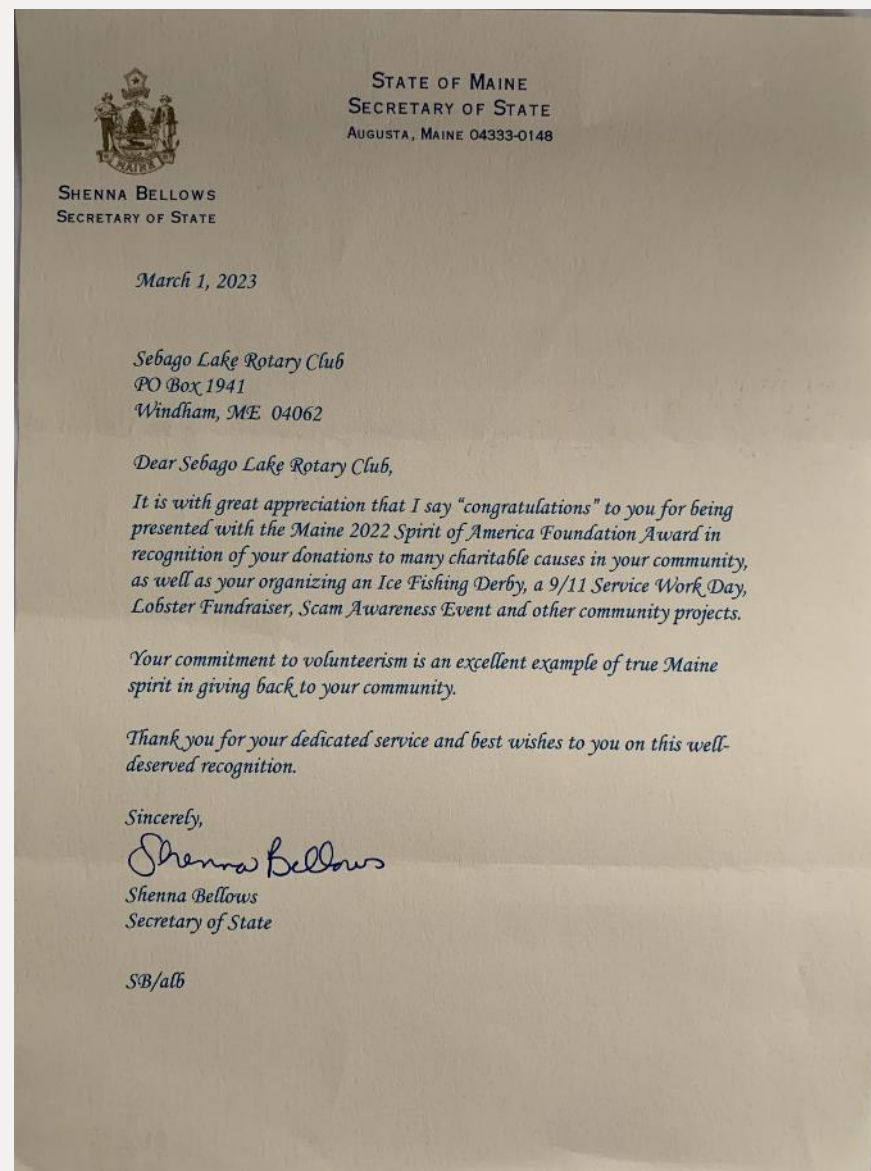 STATE OF MAINE
SECRETARY OF STATE
AUGUSTA, MAINE 04333-0148
MAINE
SHENNA BELLOWS
SECRETARY OF STATE
March 1, 2023
Sebago Lake Rotary Club
PO Box 1941
Windham, ME 04062
Dear Sebago Lake Rotary Club,
It is with great appreciation that I say “congratulations” to you for being
presented with the Maine 2022 Spirit of America Foundation Award in
recognition of your donations to many charitable causes in your community,
as well as your organizing an Ice Fishing Derby, a 9/11 Service Work Day,
Lobster Fundraiser, Scam Awareness Event and other community projects.
Your commitment to volunteerism is an excellent example of true Maine
spirit in giving back to your community.
Thank you for your dedicated service and best wishes to you on this well-
deserved recognition.
Sincerely,
Shenna Bellows
Shenna Bellows
Secretary of State
SB/alb